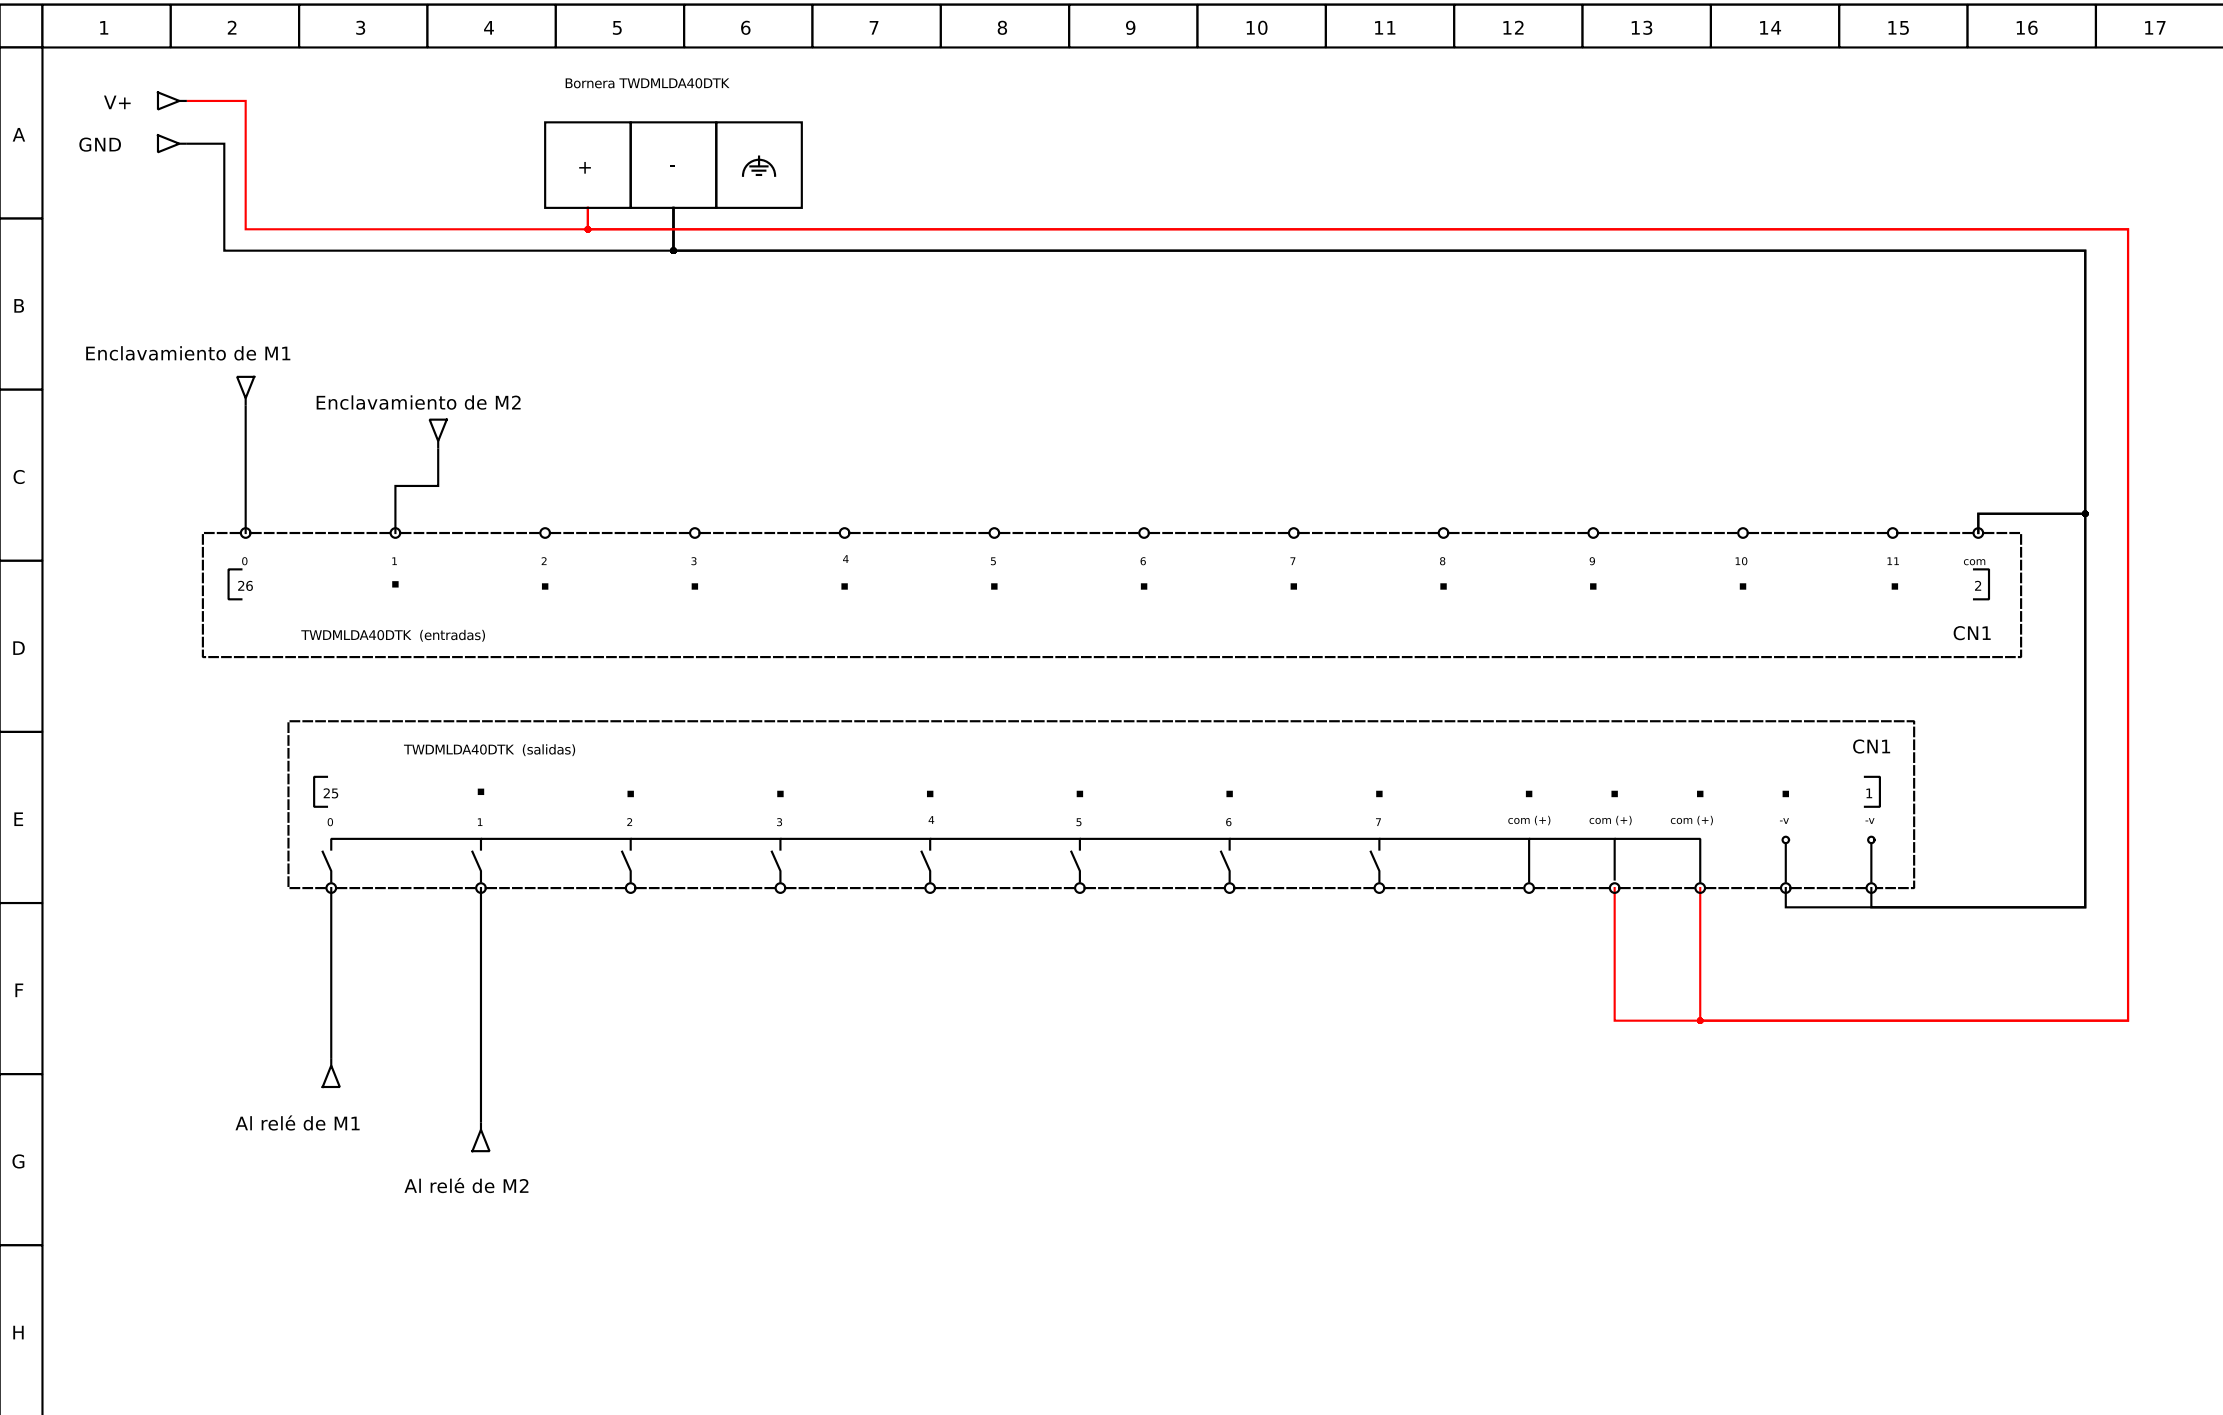 1 2 3 4 5 6 7 8 9 10 11 12 13 14 15 16 17
Bornera TWDMLDA40DTK
V+
A
GND
+ -
B
Enclavamiento de M1
Enclavamiento de M2
C
0 1 2 3 4 5 6 7 8 9 10 11 com
26 2
TWDMLDA40DTK (entradas) CN1
D
TWDMLDA40DTK (salidas) CN1
25 1
E
0 1 2 3 4 5 6 7 com (+) com (+) com (+) -v -v
F
Al relé de M1
G
Al relé de M2
H